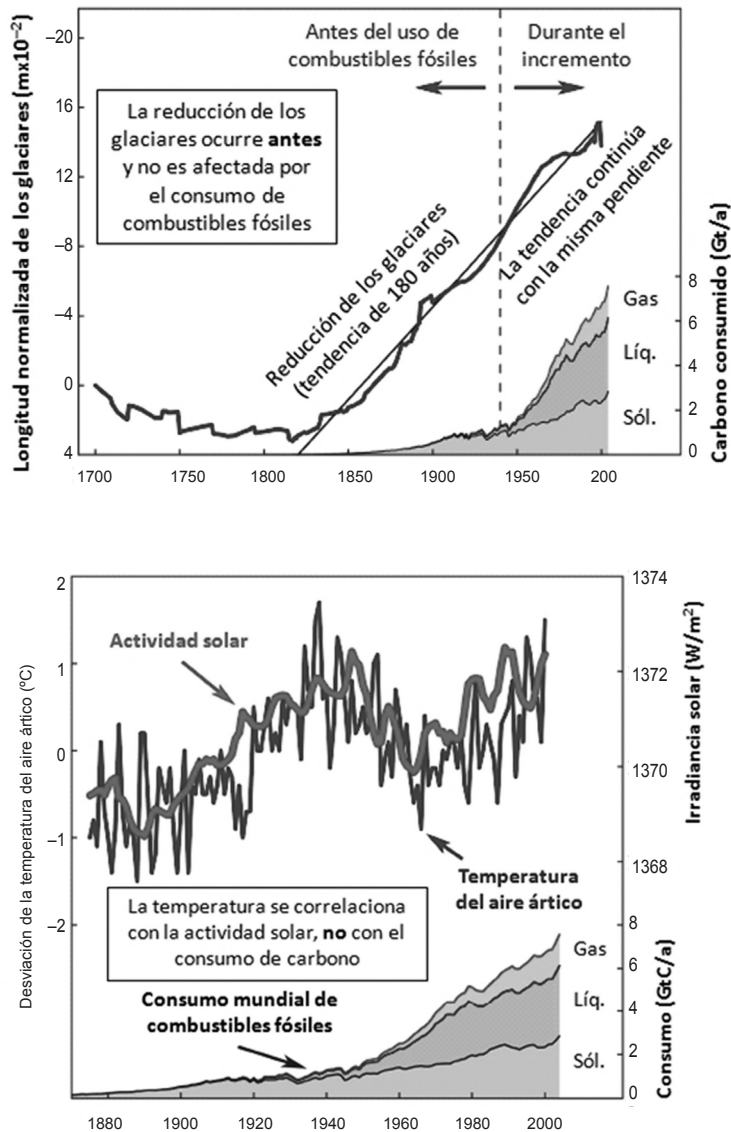 Longitud normalizada de los glaciares (mx10⁻²)
−20
16
12
−8
−4
0
4
Antes del uso de
combustibles fósiles
Durante el
incremento
La reducción de los
glaciares ocurre antes
y no es afectada por
el consumo de
combustibles fósiles
Reducción de los glaciares
(tendencia de 180 años)
La tendencia continúa
con la misma pendiente
Gas
Líq.
Sól.
8
6
4
2
0
Carbono consumido (Gt/a)
1700
1750
1800
1850
1900
1950
200
Desviación de la temperatura del aire ártico (ºC)
2
1
0
−1
−2
Actividad solar
1374
1372
1370
1368
Irradiancia solar (W/m²)
Temperatura
del aire ártico
La temperatura se correlaciona
con la actividad solar, no con el
consumo de carbono
Consumo mundial de
combustibles fósiles
Gas
Líq.
Sól.
8
6
4
2
0
Consumo (GtC/a)
1880
1900
1920
1940
1960
1980
2000